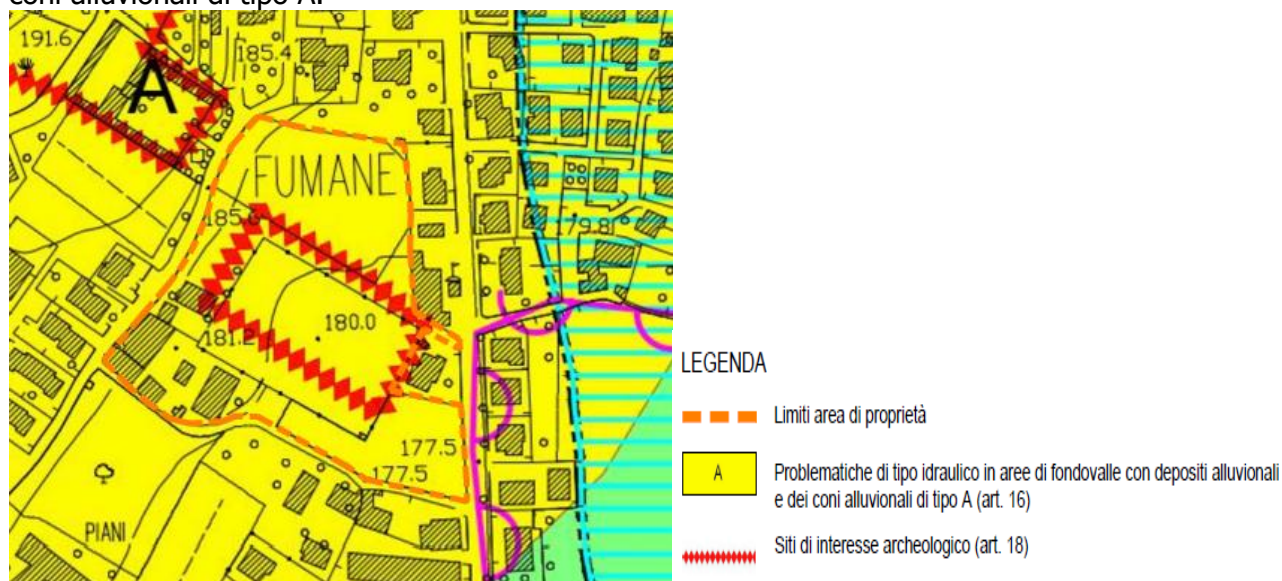 coni alluvionali di tipo A.
191.6
185.4
A
FUMANE
179.8
180.0
181.2
177.5
177.5
PIANI
LEGENDA
Limiti area di proprietà
A
Problematiche di tipo idraulico in aree di fondovalle con depositi alluvionali
e dei coni alluvionali di tipo A (art. 16)
Siti di interesse archeologico (art. 18)